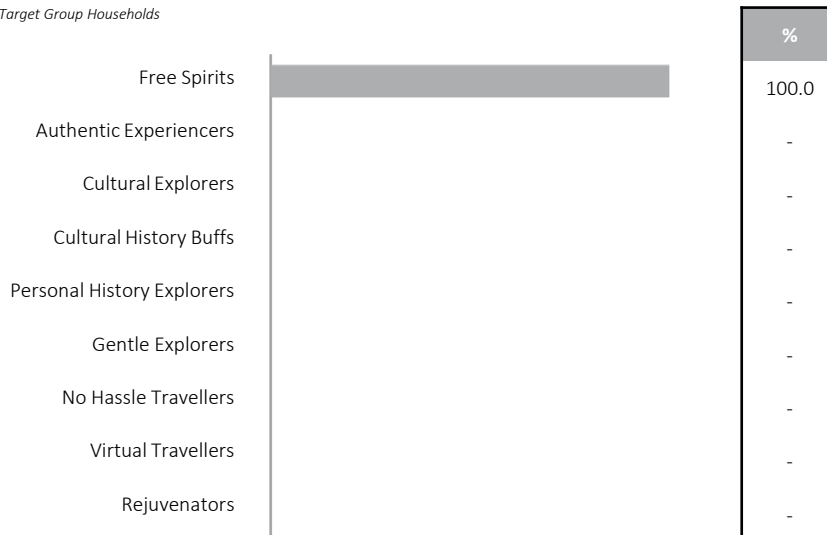 Target Group Households
%
Free Spirits 100.0
Authentic Experiencers -
Cultural Explorers -
Cultural History Buffs -
Personal History Explorers -
Gentle Explorers -
No Hassle Travellers -
Virtual Travellers -
Rejuvenators -